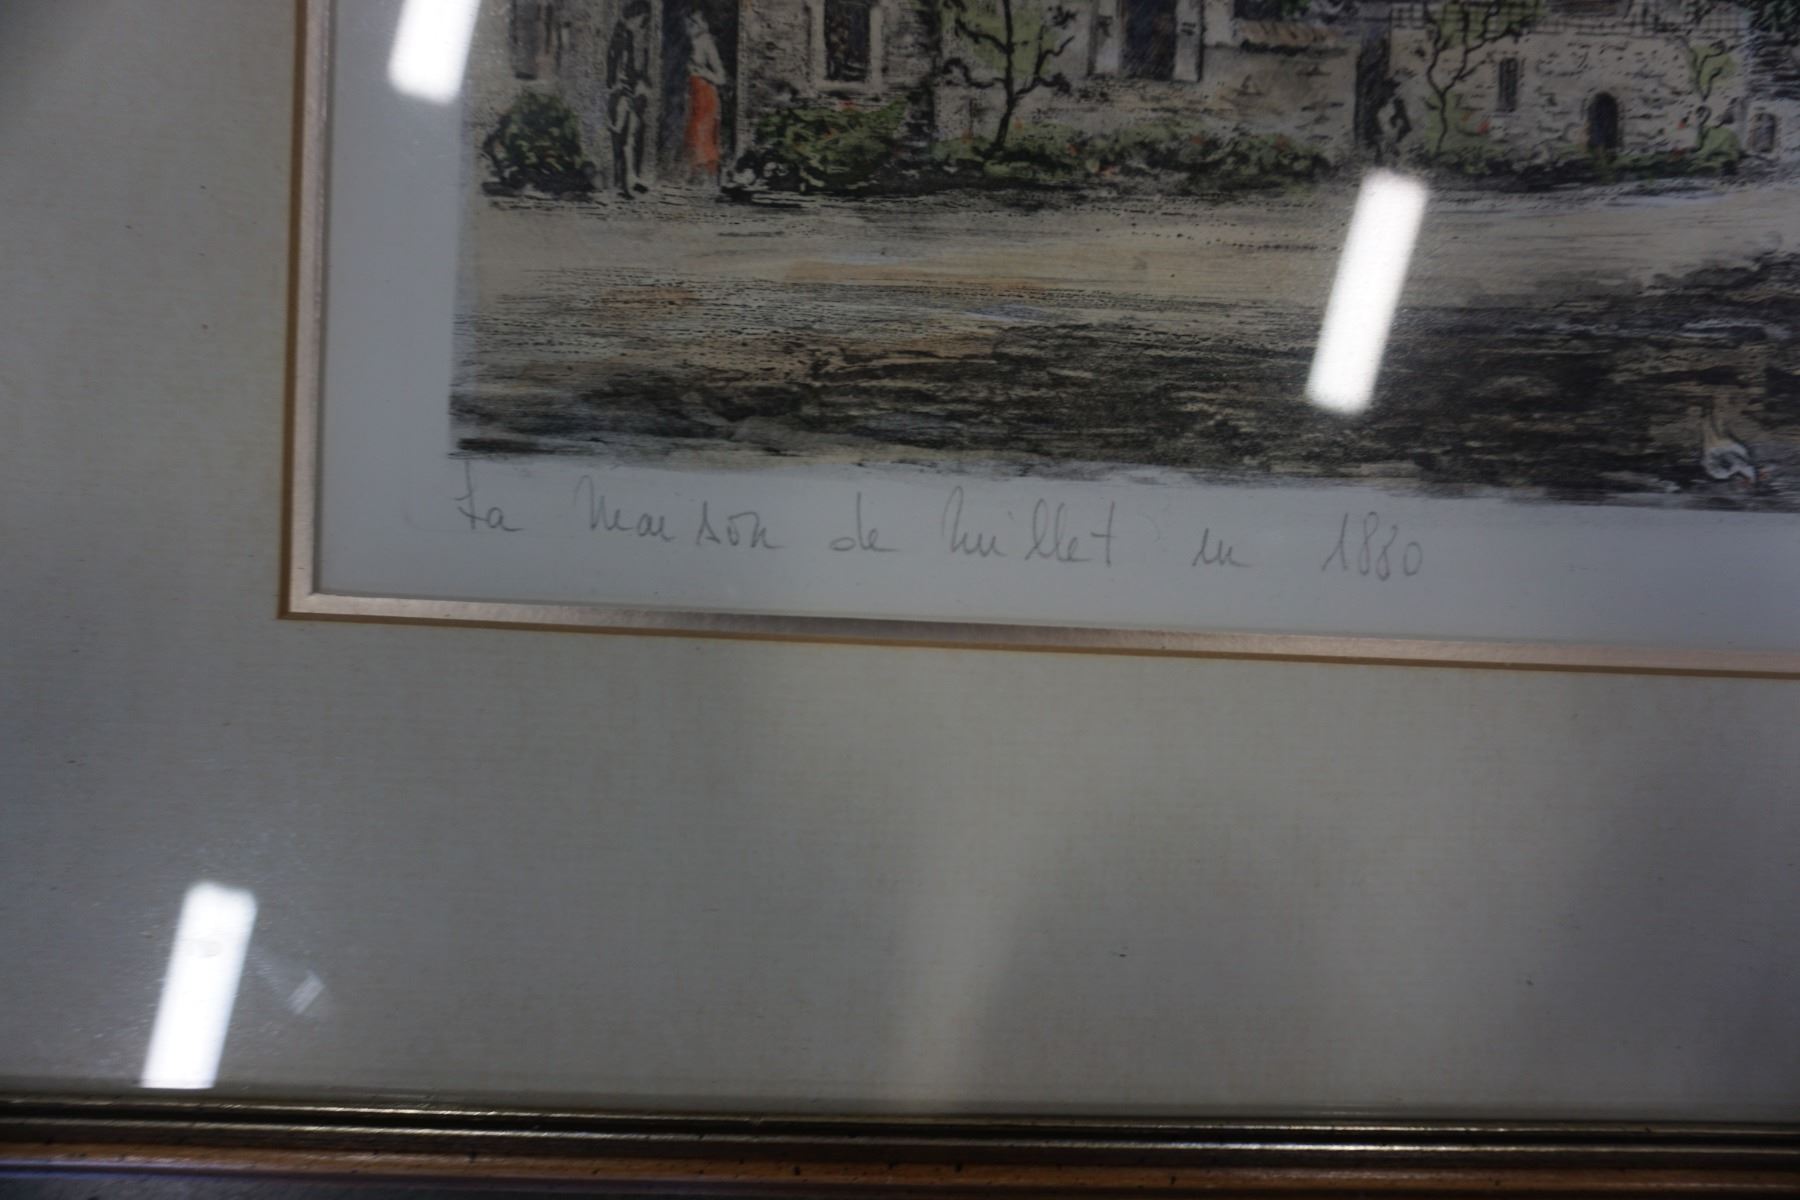 La Maison de Millet en 1880